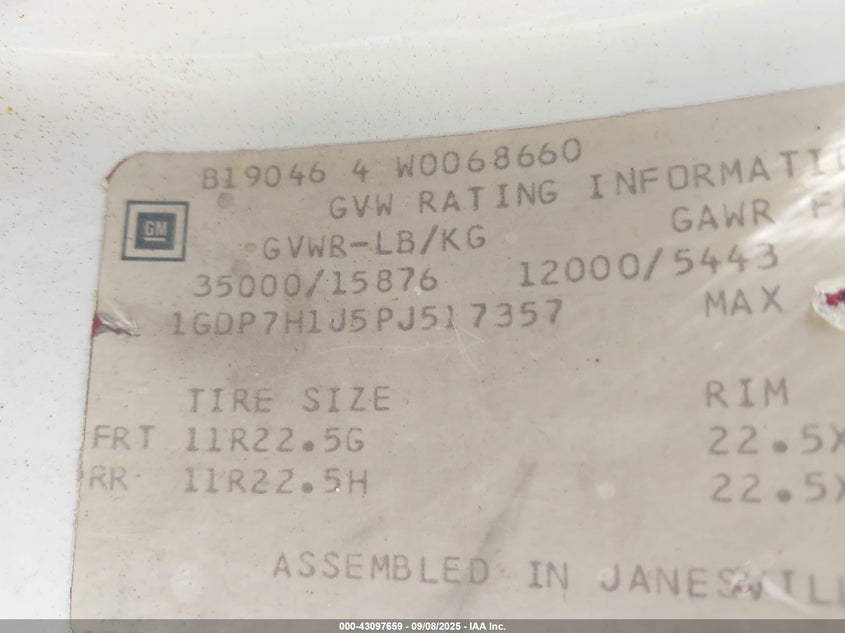 819046 4 W0068660
GVW RATING INFORMATI
GM
GVWR-LB/KG GAWR
35000/15876 12000/5443
1GDP7H1J5PJ517357 MAX
TIRE SIZE RIM
FRT 11R22.5G 22.5X
RR 11R22.5H 22.5X
ASSEMBLED IN JANESVILL
000-43097659 - 09/08/2025 - IAA Inc.